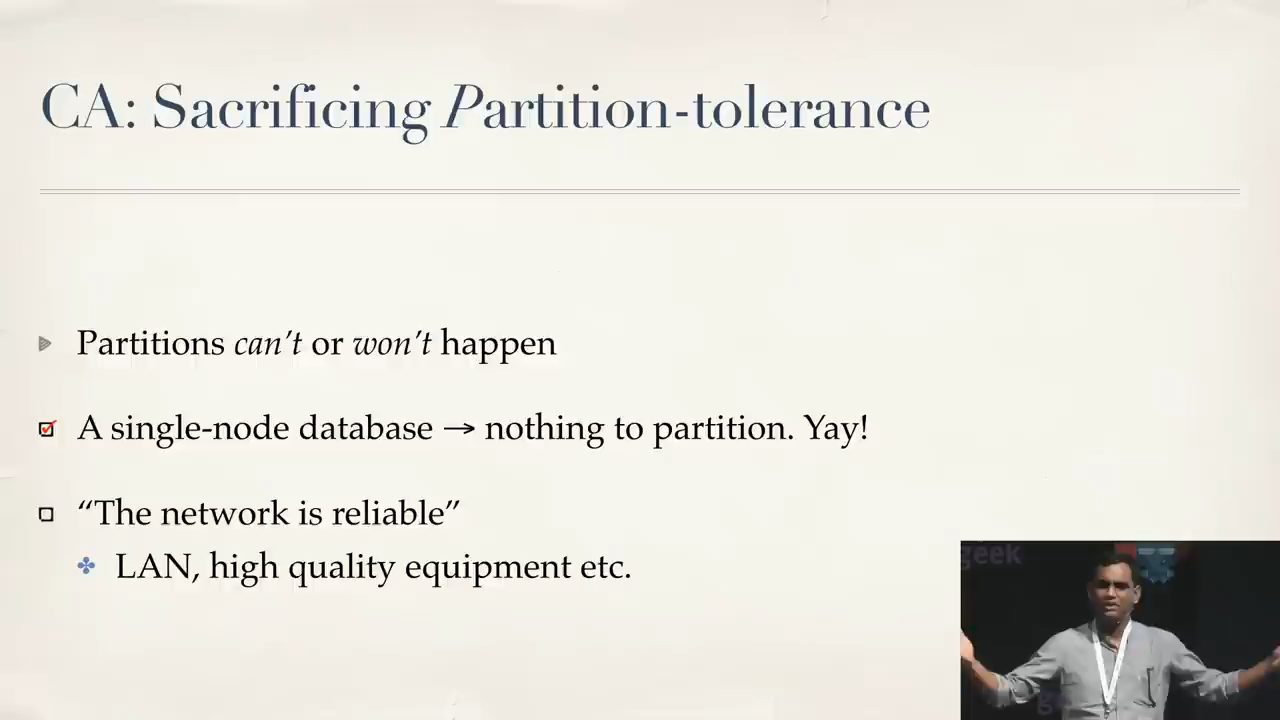 CA: Sacrificing Partition-tolerance
Partitions can't or won't happen
A single-node database → nothing to partition. Yay!
“The network is reliable”
LAN, high quality equipment etc.
geek